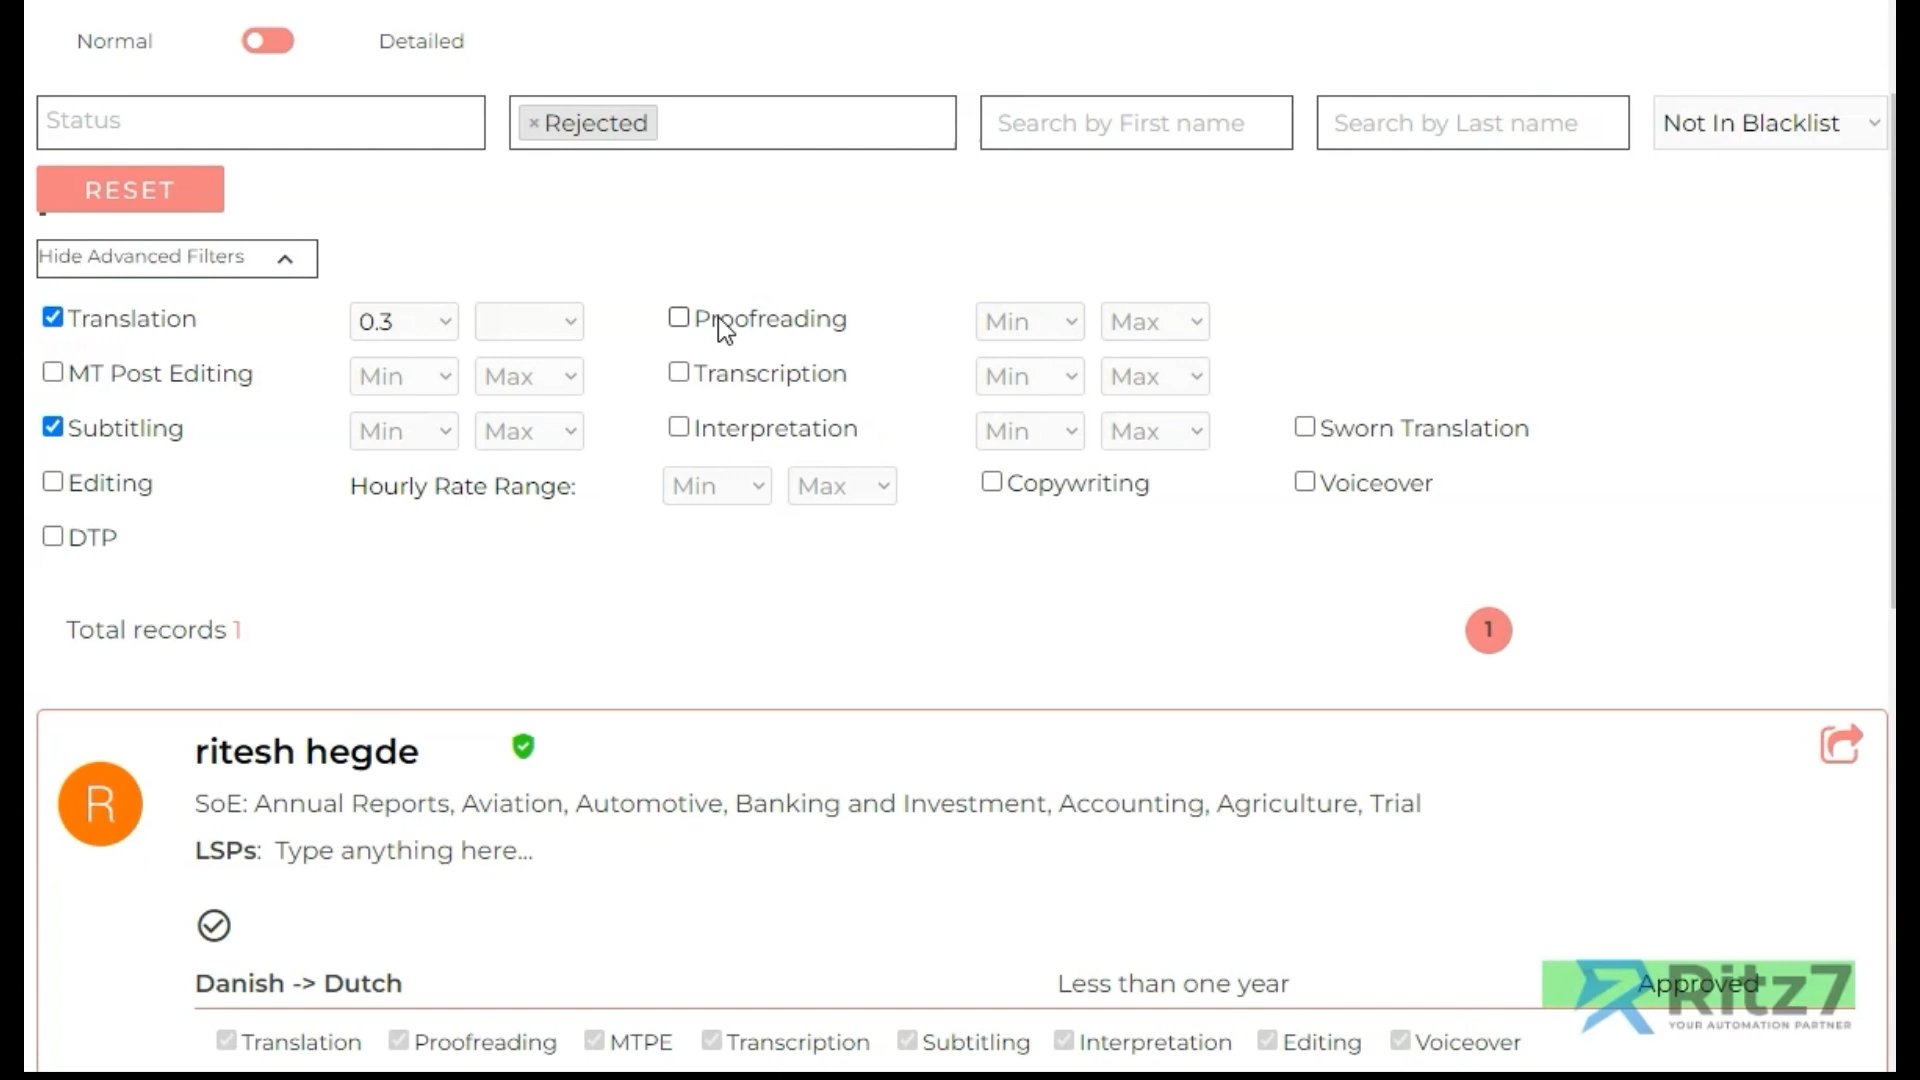 Normal Detailed
Status × Rejected Search by First name Search by Last name Not In Blacklist
RESET
Hide Advanced Filters
Translation 0.3 Proofreading Min Max
MT Post Editing Min Max Transcription Min Max
Subtitling Min Max Interpretation Min Max Sworn Translation
Editing Hourly Rate Range: Min Max Copywriting Voiceover
DTP
Total records 1 1
ritesh hegde
R
SoE: Annual Reports, Aviation, Automotive, Banking and Investment, Accounting, Agriculture, Trial
LSPs: Type anything here...
Danish -> Dutch Less than one year Approved
Ritz7
YOUR AUTOMATION PARTNER
Translation Proofreading MTPE Transcription Subtitling Interpretation Editing Voiceover